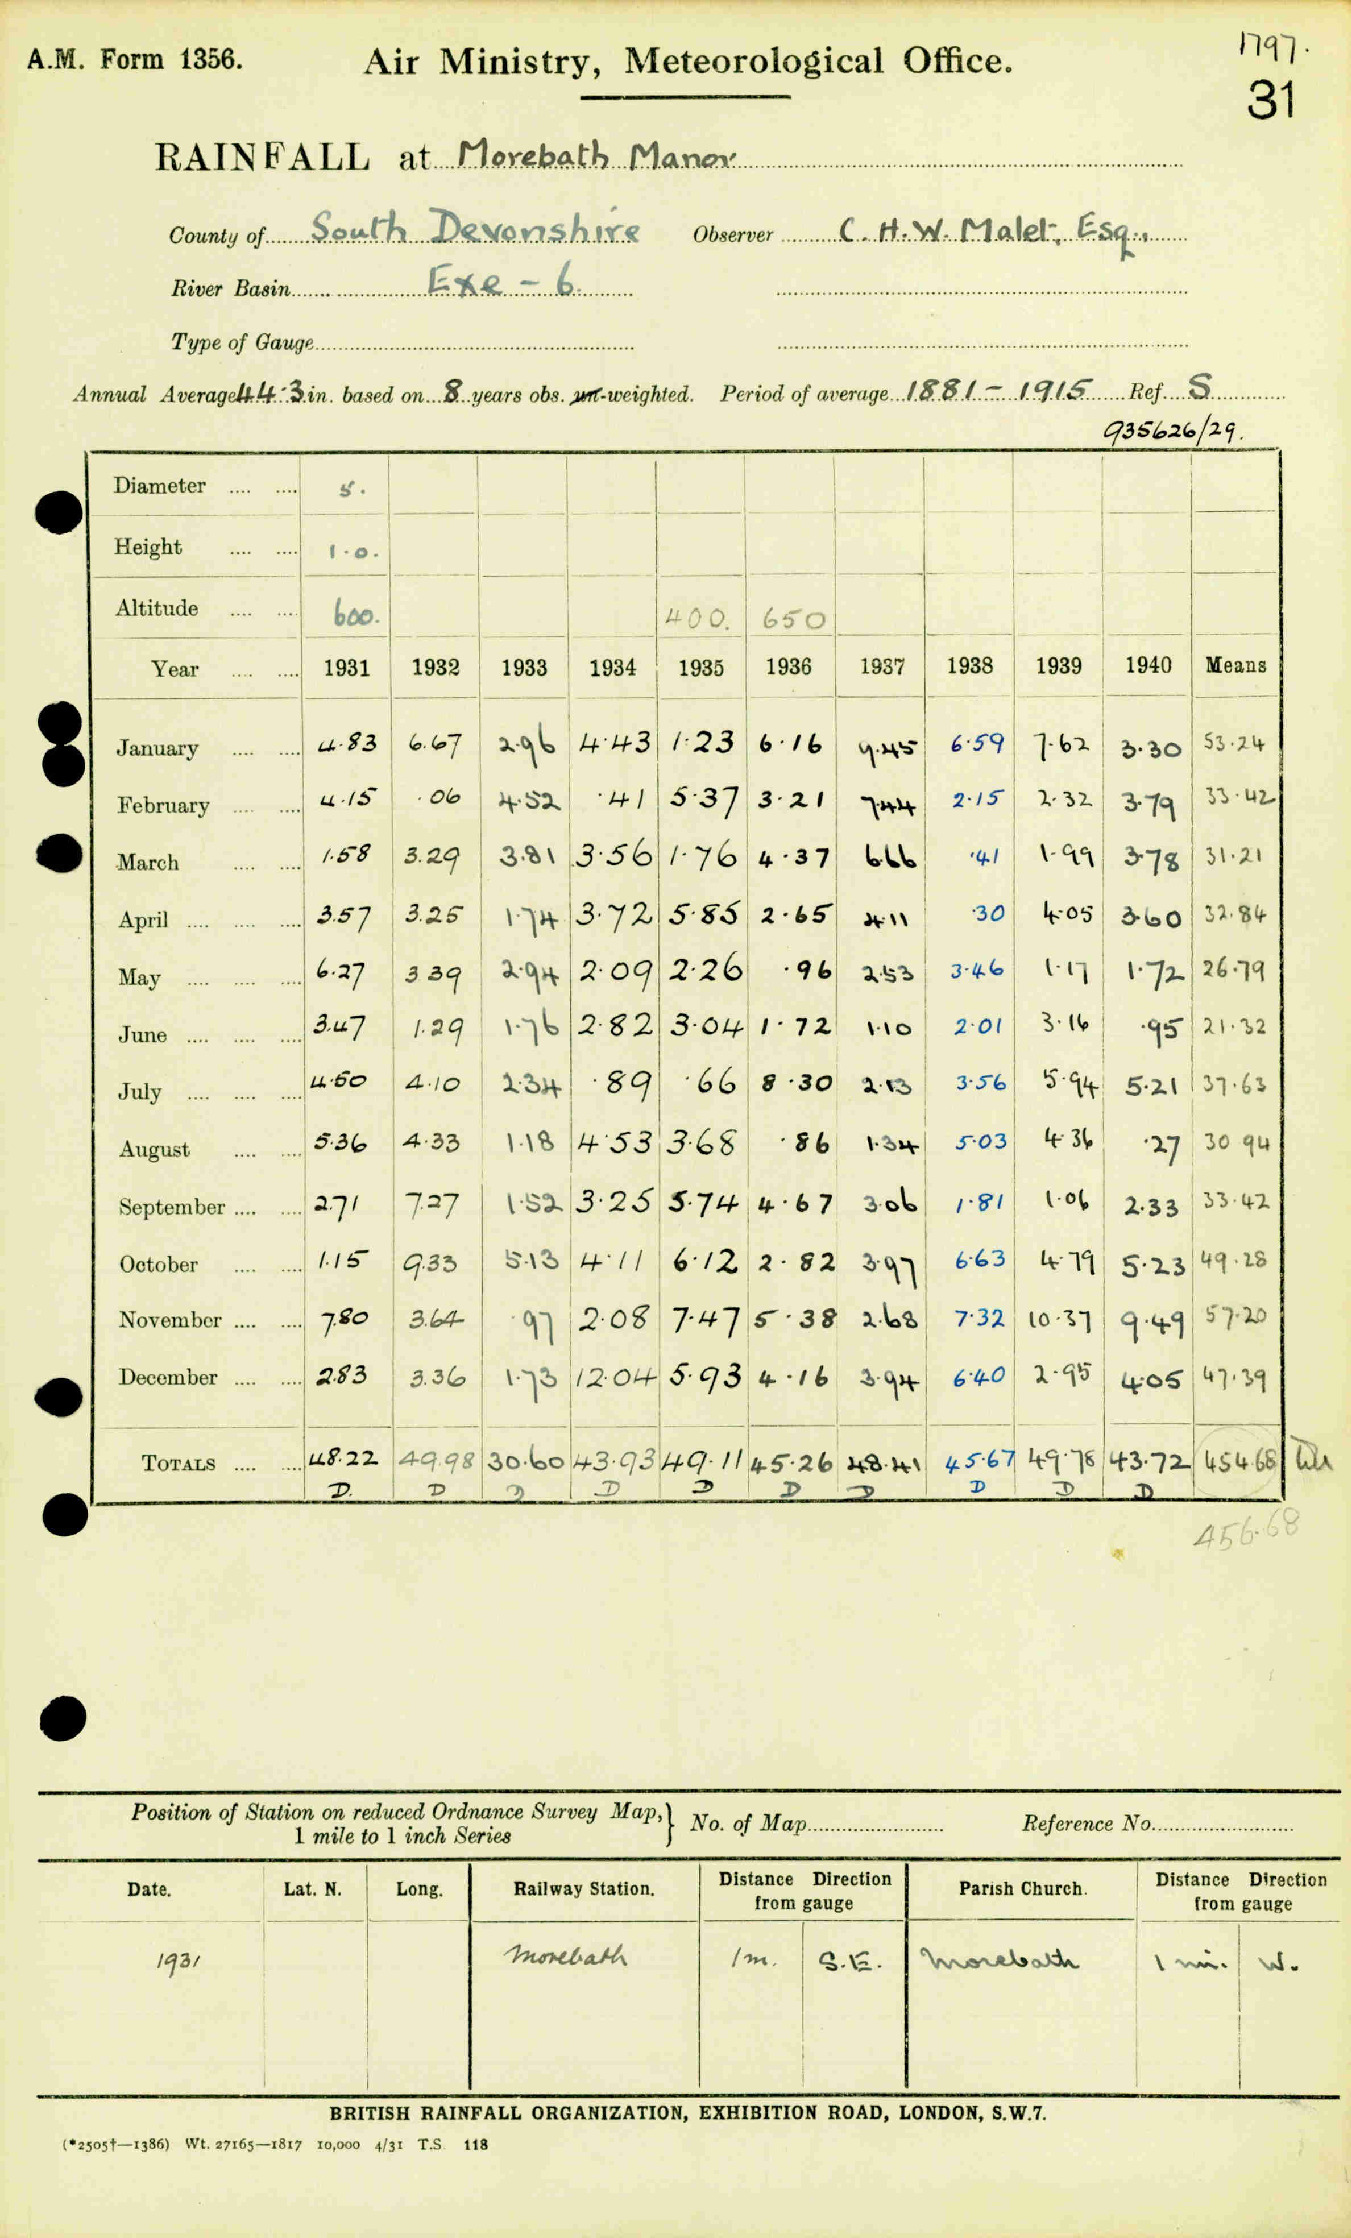 A.M. Form 1356. Air Ministry, Meteorological Office. 1797.
31
RAINFALL at Morebath Manor
County of South Devonshire Observer C. H. W. Malet, Esq.,
River Basin Exe - 6.
Type of Gauge
Annual Average 44.3 in. based on 8 years obs. un-weighted. Period of average 1881 - 1915 Ref. S
935626/29.
Diameter .... .... 5.
Height .... .... 1.0.
Altitude .... .... 600. 400. 650
Year .... .... 1931 1932 1933 1934 1935 1936 1937 1938 1939 1940 Means
January .... .... 4.83 6.67 2.96 4.43 1.23 6.16 9.45 6.59 7.62 3.30 53.24
February .... .... 4.15 .06 4.52 .41 5.37 3.21 7.44 2.15 2.32 3.79 33.42
March .... .... 1.58 3.29 3.81 3.56 1.76 4.37 6.66 .41 1.99 3.78 31.21
April .... .... .... 3.57 3.25 1.74 3.72 5.85 2.65 4.11 .30 4.05 3.60 32.84
May .... .... .... 6.27 3.39 2.94 2.09 2.26 .96 2.53 3.46 1.17 1.72 26.79
June .... .... .... 3.47 1.29 1.76 2.82 3.04 1.72 1.10 2.01 3.16 .95 21.32
July .... .... .... 4.50 4.10 2.34 .89 .66 8.30 2.13 3.56 5.94 5.21 37.63
August .... .... 5.36 4.33 1.18 4.53 3.68 .86 1.34 5.03 4.36 .27 30 94
September .... .... 2.71 7.27 1.52 3.25 5.74 4.67 3.06 1.81 1.06 2.33 33.42
October .... .... 1.15 9.33 5.13 4.11 6.12 2.82 3.97 6.63 4.79 5.23 49.28
November .... .... 7.80 3.64 .97 2.08 7.47 5.38 2.68 7.32 10.37 9.49 57.20
December .... .... 2.83 3.36 1.73 12.04 5.93 4.16 3.94 6.40 2.95 4.05 47.39
TOTALS .... .... 48.22 49.98 30.60 43.93 49.11 45.26 48.41 45.67 49.78 43.72 454.68
D. D D D D D D D D D
456.68
Position of Station on reduced Ordnance Survey Map, } No. of Map Reference No.
1 mile to 1 inch Series
Date. Lat. N. Long. Railway Station. Distance Direction from gauge Parish Church. Distance Direction from gauge
1931 Morebath 1 m. S.E. Morebath 1 mi. W.
BRITISH RAINFALL ORGANIZATION, EXHIBITION ROAD, LONDON, S.W.7.
(*2505†—1386) Wt. 27165—1817 10,000 4/31 T.S. 118